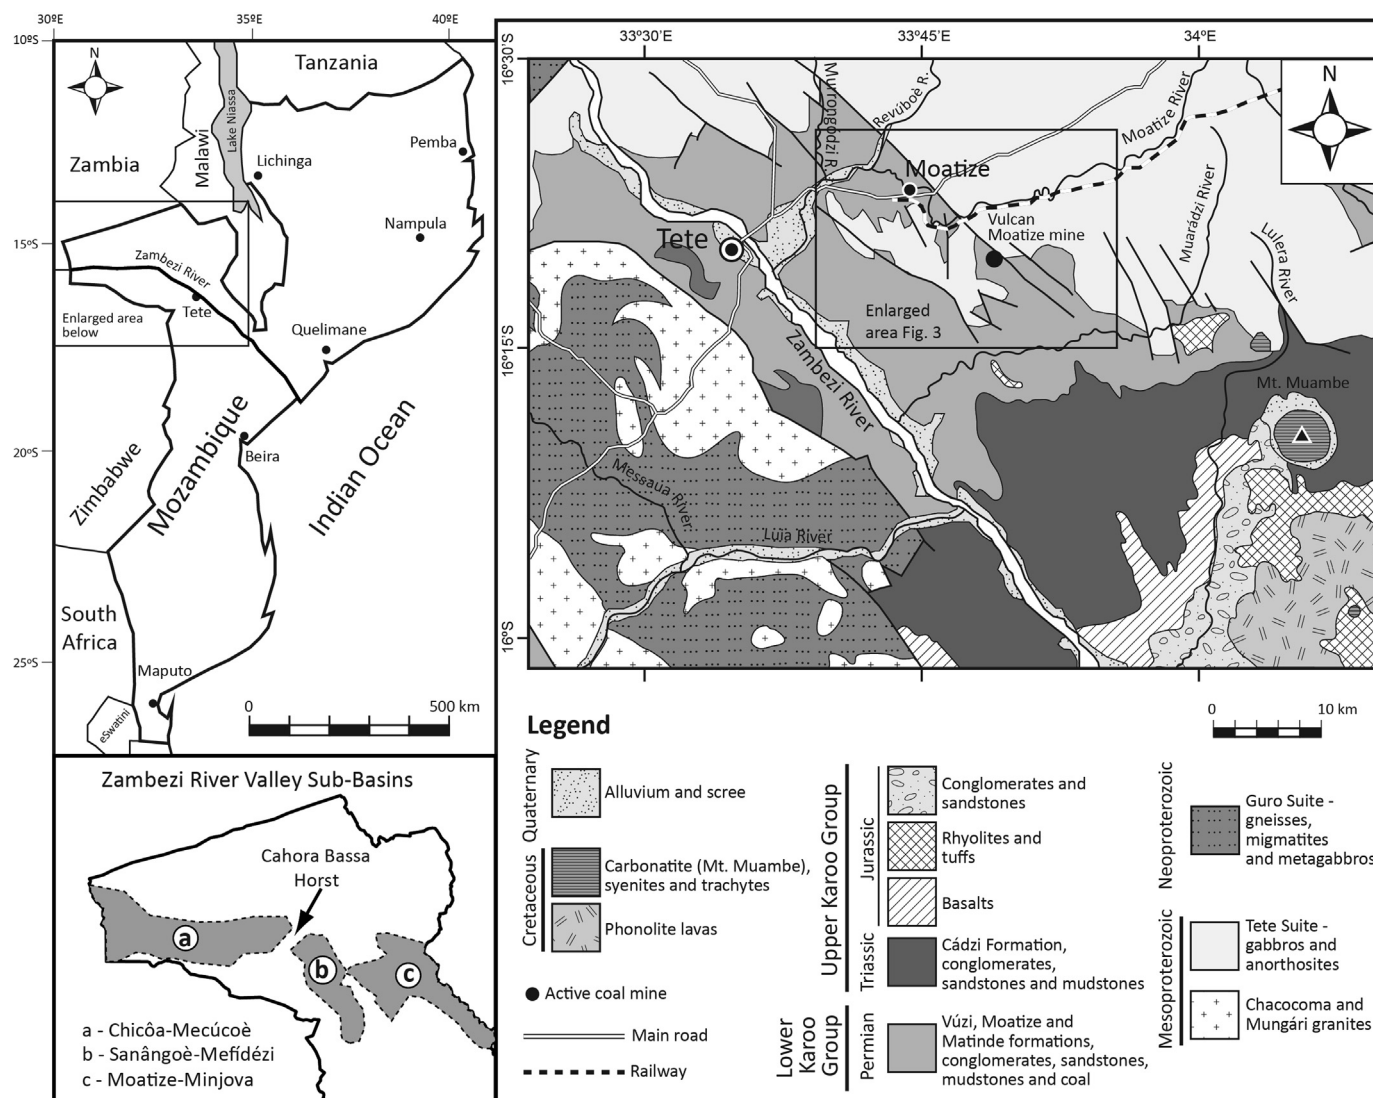 30ºE
35ºE
40ºE
10ºS
15ºS
20ºS
25ºS
N
Tanzania
Zambia
Malawi
Lake Niassa
Lichinga
Pemba
Nampula
Zambezi River
Tete
Enlarged area
below
Quelimane
Zimbabwe
Mozambique
Beira
Indian Ocean
South
Africa
Maputo
eSwatini
0
500 km
Zambezi River Valley Sub-Basins
Cahora Bassa
Horst
a
b
c
a - Chicôa-Mecúcoè
b - Sanângoè-Mefídézi
c - Moatize-Minjova
33º30'E
33º45'E
34ºE
16º30'S
16º15'S
16ºS
N
Murrongódzi R.
Revúboè R.
Moatize River
Moatize
Muarádzi River
Lulera River
Vulcan
Moatize mine
Tete
Enlarged
area Fig. 3
Zambezi River
Mt. Muambe
Messaua River
Luia River
0
10 km
Legend
Quaternary
Alluvium and scree
Cretaceous
Carbonatite (Mt. Muambe),
syenites and trachytes
Phonolite lavas
Active coal mine
Main road
Railway
Upper Karoo Group
Jurassic
Conglomerates and
sandstones
Rhyolites and
tuffs
Basalts
Triassic
Cádzi Formation,
conglomerates,
sandstones and mudstones
Lower
Karoo
Group
Permian
Vúzi, Moatize and
Matinde formations,
conglomerates, sandstones,
mudstones and coal
Neoproterozoic
Guro Suite -
gneisses,
migmatites
and metagabbros
Mesoproterozoic
Tete Suite -
gabbros and
anorthosites
Chacocoma and
Mungári granites